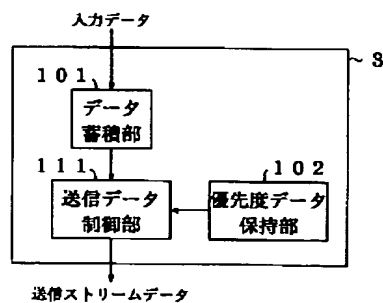 入力データ
3
101
データ
蓄積部
111
102
送信データ
制御部
優先度データ
保持部
送信ストリームデータ